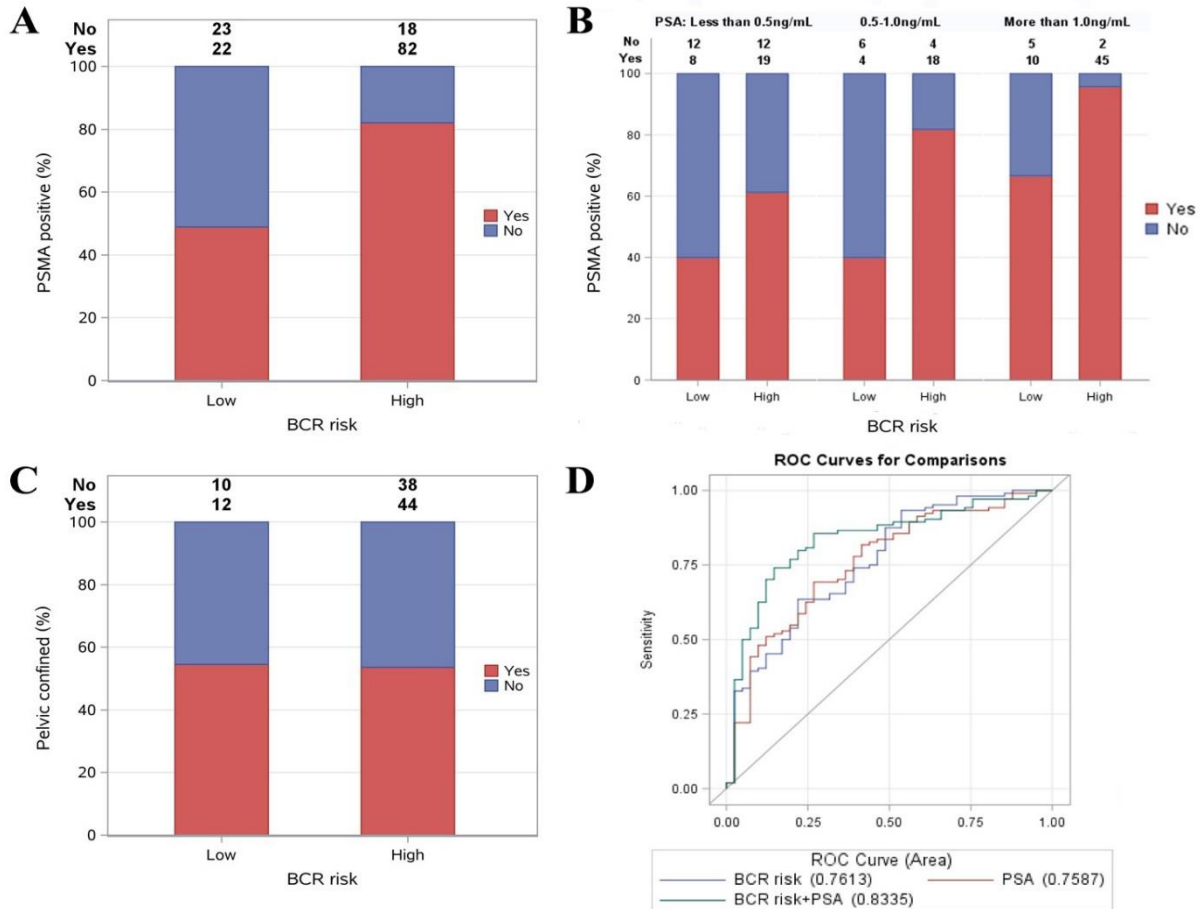 A
No 23 18
Yes 22 82
100
80
60
40
20
0
PSMA positive (%)
Yes
No
Low High
BCR risk
B
PSA: Less than 0.5ng/mL 0.5-1.0ng/mL More than 1.0ng/mL
No 12 12 6 4 5 2
Yes 8 19 4 18 10 45
100
80
60
40
20
0
PSMA positive (%)
Yes
No
Low High Low High Low High
BCR risk
C
No 10 38
Yes 12 44
100
80
60
40
20
0
Pelvic confined (%)
Yes
No
Low High
BCR risk
D
ROC Curves for Comparisons
1.00
0.75
0.50
0.25
0.00
Sensitivity
0.00 0.25 0.50 0.75 1.00
ROC Curve (Area)
BCR risk (0.7613) PSA (0.7587)
BCR risk+PSA (0.8335)